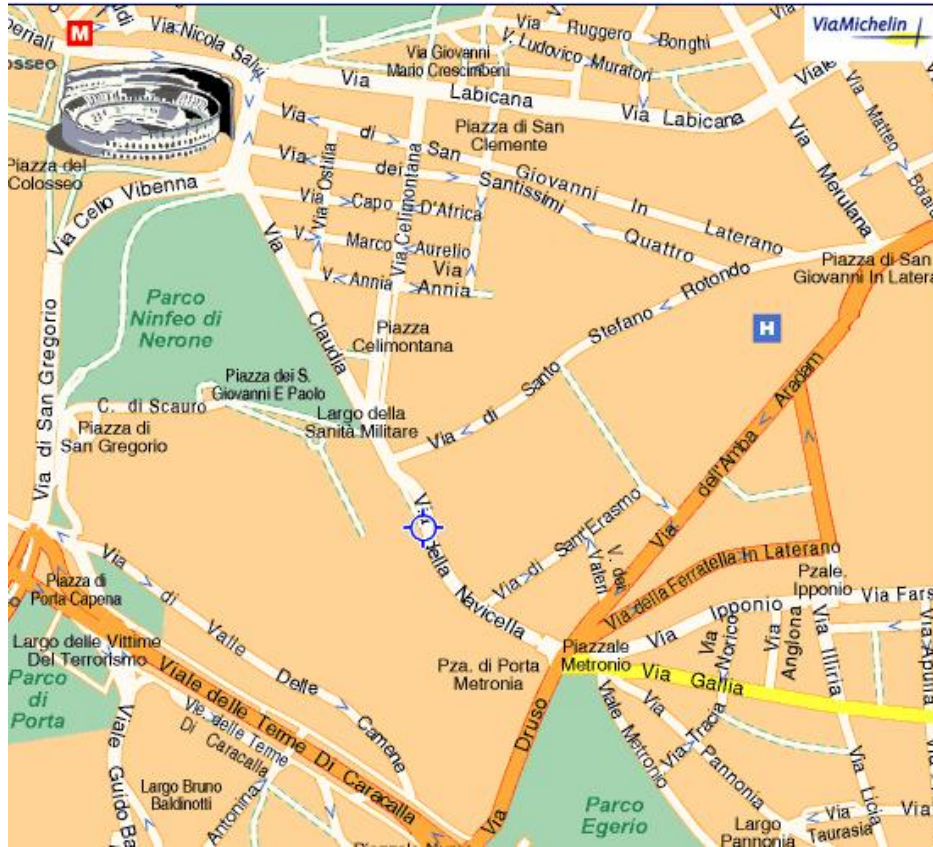 ViaMichelin
M
Imperiali
Via Nicola Salvi
Colosseo
Piazza del
Colosseo
Via Celio Vibenna
Via Giovanni
Mario Crescimbeni
Via Ruggero Bonghi
V. Ludovico Muratori
Via Labicana
Via Labicana
Viale
Via Matteo
Via Merulana
Piazza di San
Clemente
Via di San Giovanni In Laterano
Via dei Santissimi Quattro
Via Ostilia
Via Capo D'Africa
Via Celimontana
V. Marco Aurelio
V. Annia
Via
Annia
Via Claudia
Piazza
Celimontana
Piazza di San
Giovanni In Latera
H
Via di Santo Stefano Rotondo
Parco
Ninfeo di
Nerone
Via di San Gregorio
Piazza dei S.
Giovanni E Paolo
C. di Scauro
Piazza di
San Gregorio
Largo della
Sanità Militare
Via dell'Amba Aradam
Via della Navicella
Via di Sant'Erasmo
V. dei
Valeri
Via della Ferratella In Laterano
Pzale.
Ipponio
Via Ipponio
Via Fars
Piazza di
Porta Capena
Via di Valle Delle Camene
Largo delle Vittime
Del Terrorismo
Parco
di
Porta
Viale delle Terme Di Caracalla
Vie. delle Terme
Di Caracalla
Viale Guido Ba
Largo Bruno
Baldinotti
Antonina
Via Druso
Pza. di Porta
Metronia
Piazzale
Metronio
Via Gallia
Via Norico
Via
Anglona
Via Illiria
Via Apulia
Viale Metronio
Via Tracia
Via Pannonia
Via Licia
Parco
Egerio
Largo
Pannonia
Via
Taurasia
Via